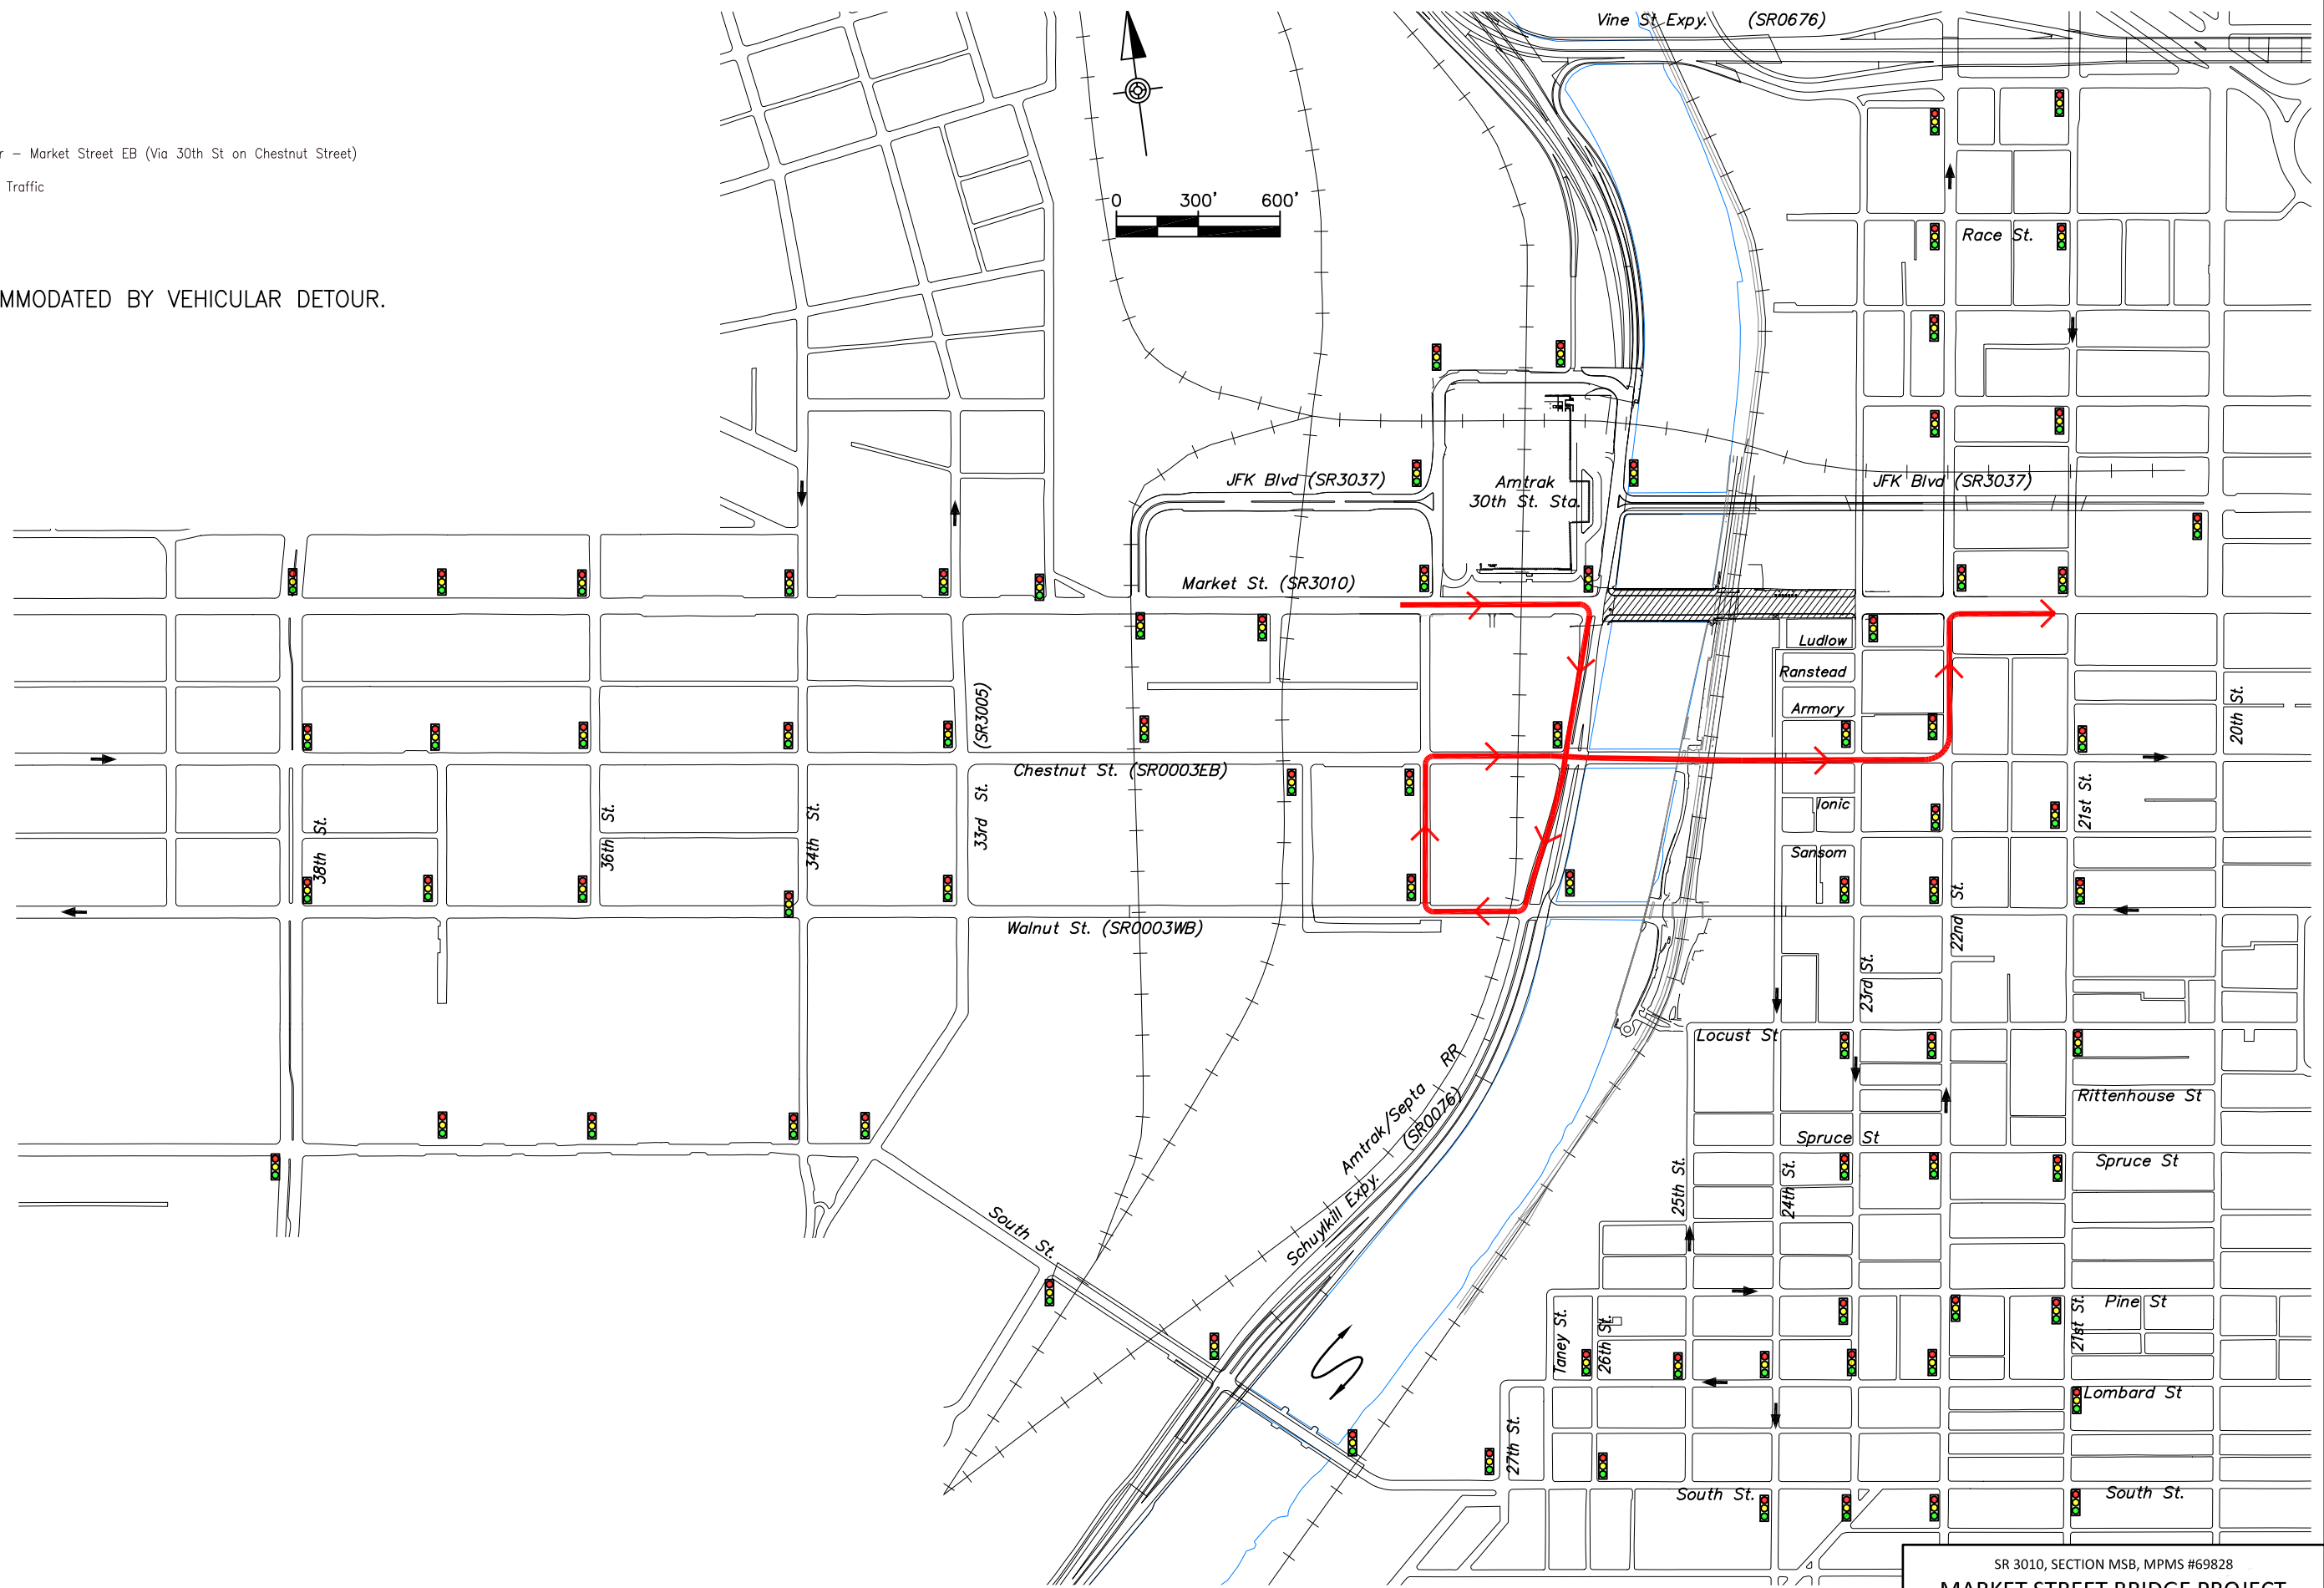 Vine St Expy. (SR0676)
r – Market Street EB (Via 30th St on Chestnut Street)
Traffic
0 300' 600'
Race St.
MMODATED BY VEHICULAR DETOUR.
JFK Blvd (SR3037)
Amtrak
30th St. Sta.
JFK Blvd (SR3037)
Market St. (SR3010)
Ludlow
Ranstead
Armory
(SR3005)
20th St.
Chestnut St. (SR0003EB)
38th St.
36th St.
34th St.
33rd St.
Ionic
21st St.
Sansom
Walnut St. (SR0003WB)
22nd St.
23rd St.
Locust St
Amtrak/Septa RR
Rittenhouse St
Schuylkill Expy. (SR0076)
Spruce St
Spruce St
25th St.
24th St.
South St.
Taney St.
26th St.
21st St.
Pine St
Lombard St
27th St.
South St.
South St.
SR 3010, SECTION MSB, MPMS #69828
MARKET STREET BRIDGE PROJECT